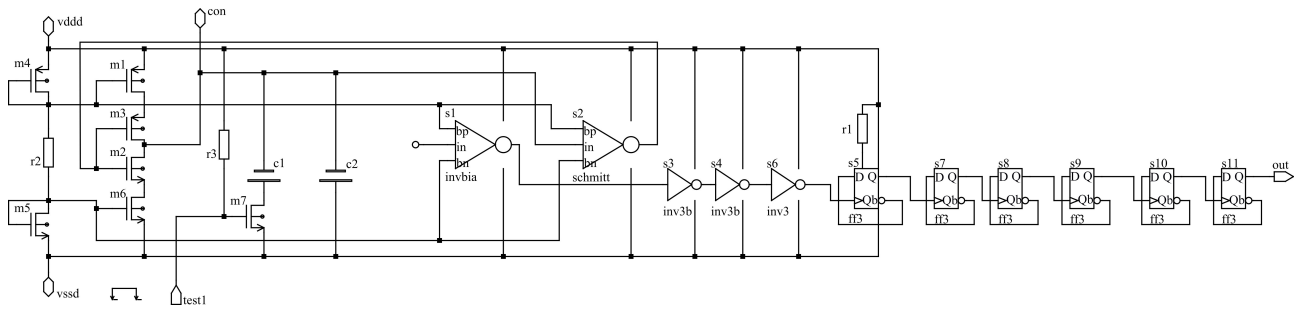 vddd
con
m4
m1
m3
m2
m6
m5
r2
r3
c1
c2
m7
s1
bp
in
bn
invbia
s2
bp
in
bn
schmitt
s3
inv3b
s4
inv3b
s6
inv3
r1
s5
D Q
Qb
ff3
s7
D Q
Qb
ff3
s8
D Q
Qb
ff3
s9
D Q
Qb
ff3
s10
D Q
Qb
ff3
s11
D Q
Qb
ff3
out
vssd
test1